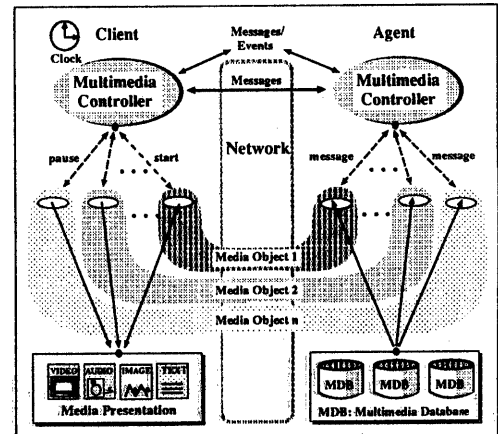 Client
Messages/
Events
Agent
Clock
Multimedia
Controller
Messages
Multimedia
Controller
Network
pause
start
message
message
Media Object 1
Media Object 2
Media Object n
VIDEO
AUDIO
IMAGE
TEXT
Media Presentation
MDB
MDB
MDB
MDB: Multimedia Database